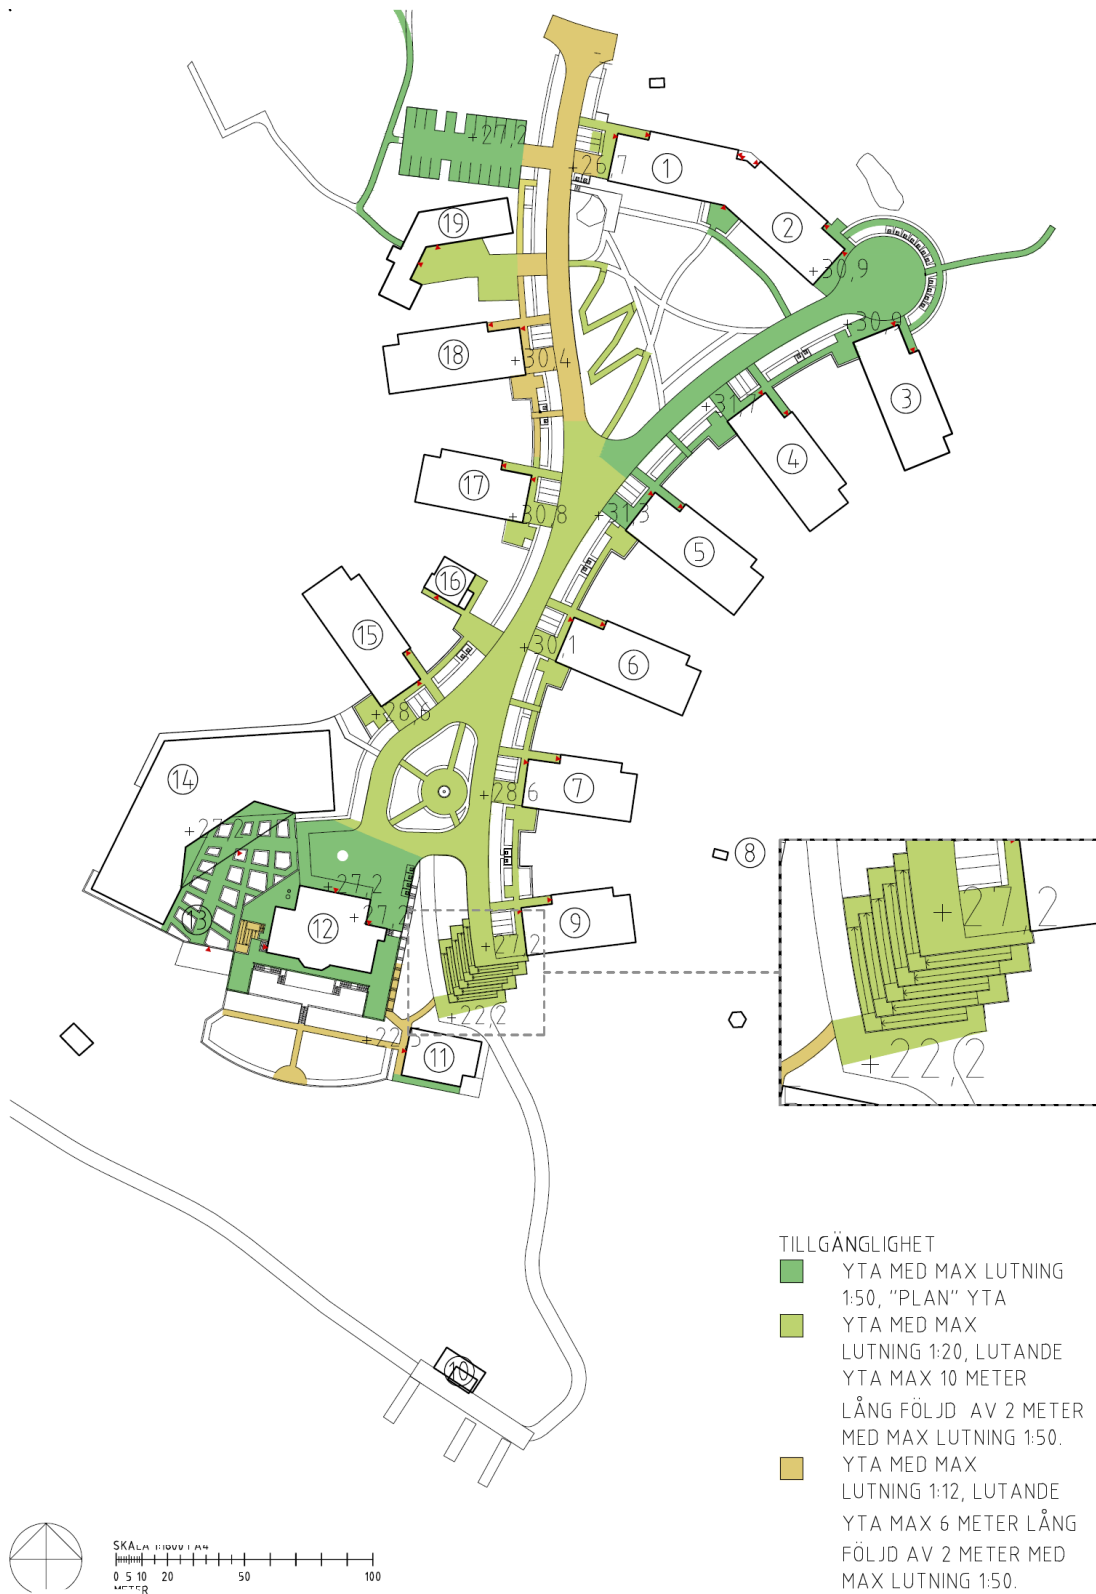 +27,2
+26,7
1
19
2
+30,9
+30,9
18
+30,4
3
+31,7
4
17
+30,8
+31,3
5
16
15
+30,1
6
+28,6
14
7
+28,6
+27,2
8
+27,2
13
+27,2
12
9
+27,2
+27,2
+22,2
11
+22,2
10
TILLGÄNGLIGHET
YTA MED MAX LUTNING
1:50, "PLAN" YTA
YTA MED MAX
LUTNING 1:20, LUTANDE
YTA MAX 10 METER
LÅNG FÖLJD AV 2 METER
MED MAX LUTNING 1:50.
YTA MED MAX
LUTNING 1:12, LUTANDE
YTA MAX 6 METER LÅNG
FÖLJD AV 2 METER MED
MAX LUTNING 1:50.
SKALA
0 5 10 20 50 100
METER